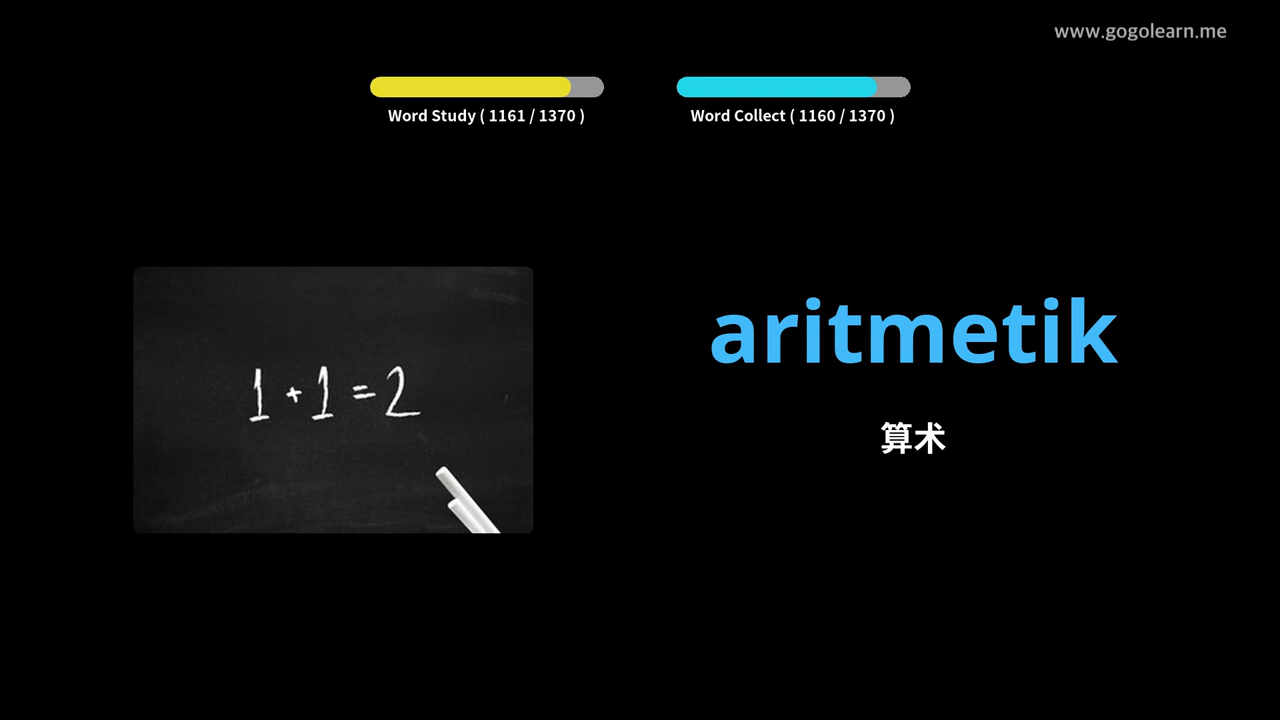 www.gogolearn.me
Word Study ( 1161 / 1370 )
Word Collect ( 1160 / 1370 )
1 + 1 = 2
aritmetik
算术